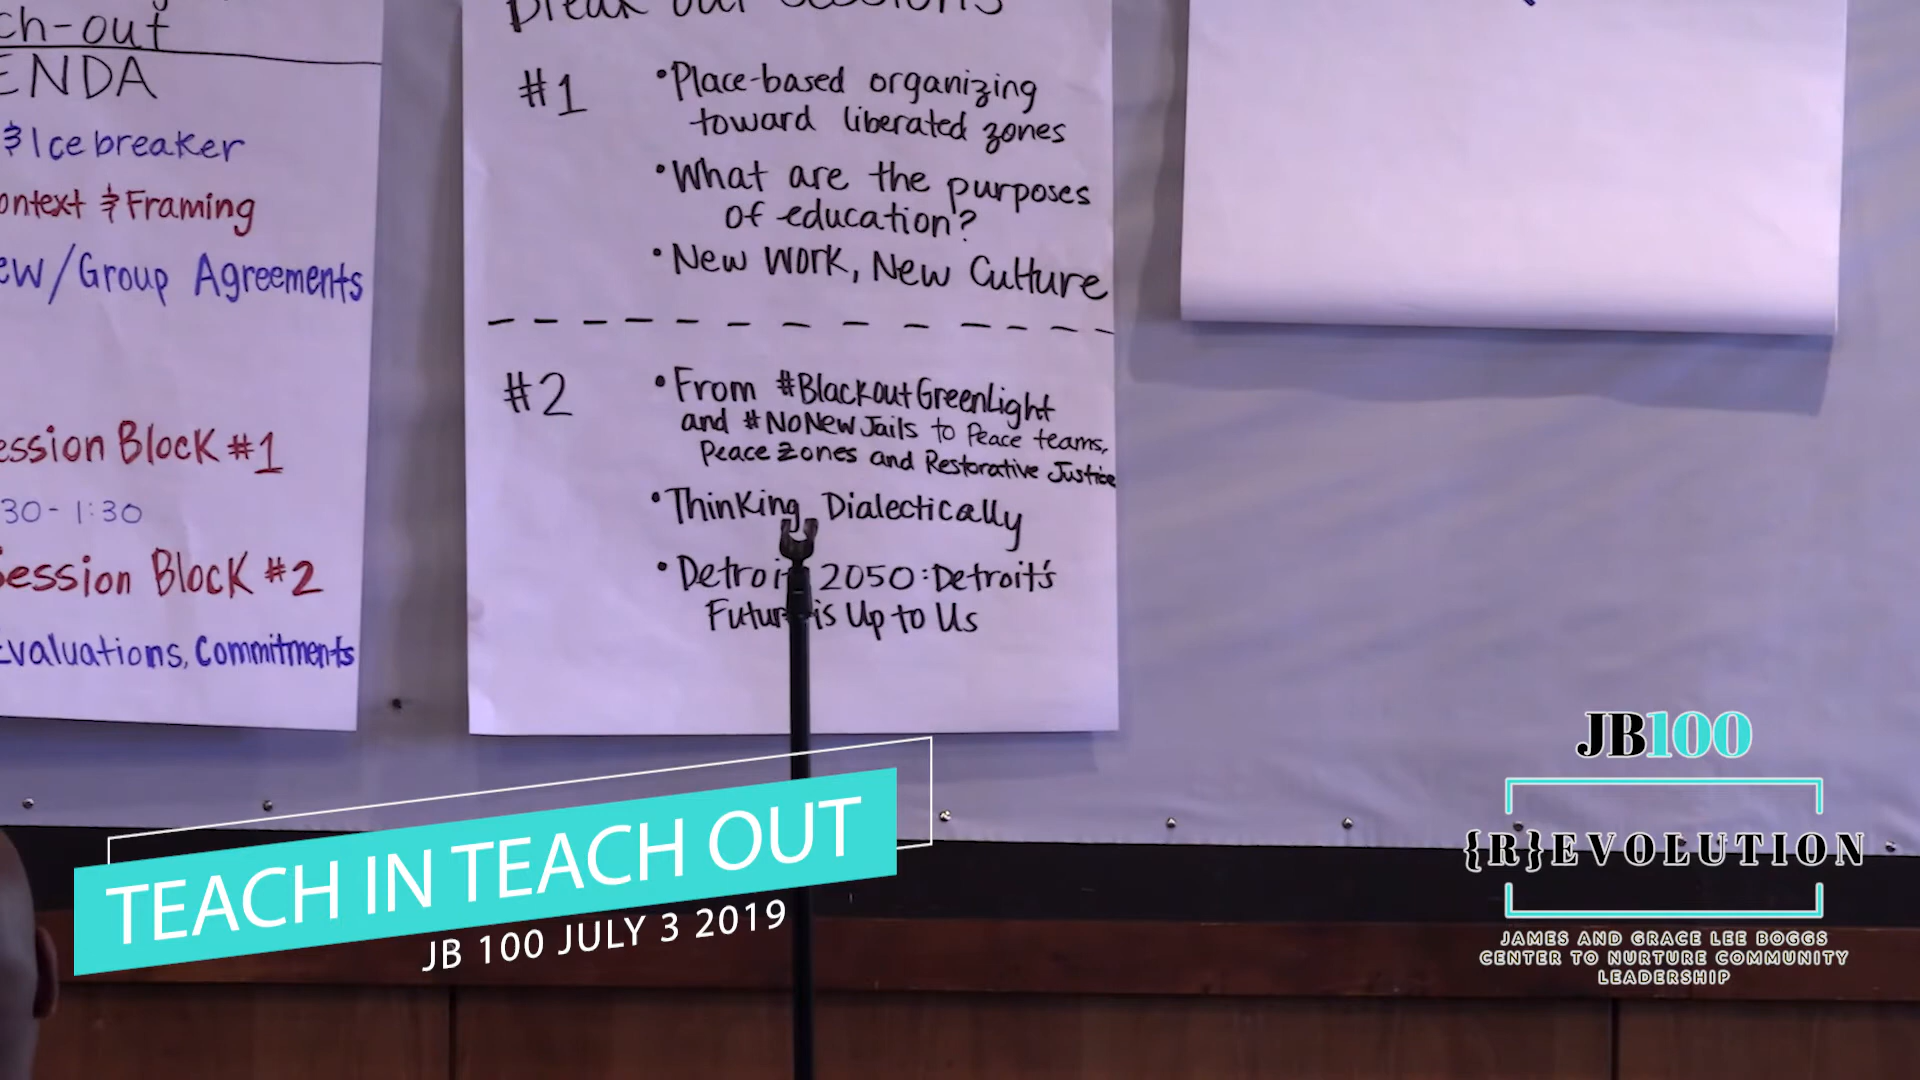 ch-out
ENDA
& Ice breaker
ontext & Framing
ew/Group Agreements
ession Block #1
30 - 1:30
Session Block #2
Evaluations, Commitments
Break out Sessions
#1
• Place-based organizing
toward liberated zones
• What are the purposes
of education?
• New Work, New Culture
#2
• From #BlackoutGreenLight
and #NoNewJails to Peace teams,
Peace Zones and Restorative Justice
• Thinking Dialectically
• Detroit 2050: Detroit's
Future is Up to Us
TEACH IN TEACH OUT
JB 100 JULY 3 2019
JB100
{R}EVOLUTION
JAMES AND GRACE LEE BOGGS
CENTER TO NURTURE COMMUNITY
LEADERSHIP